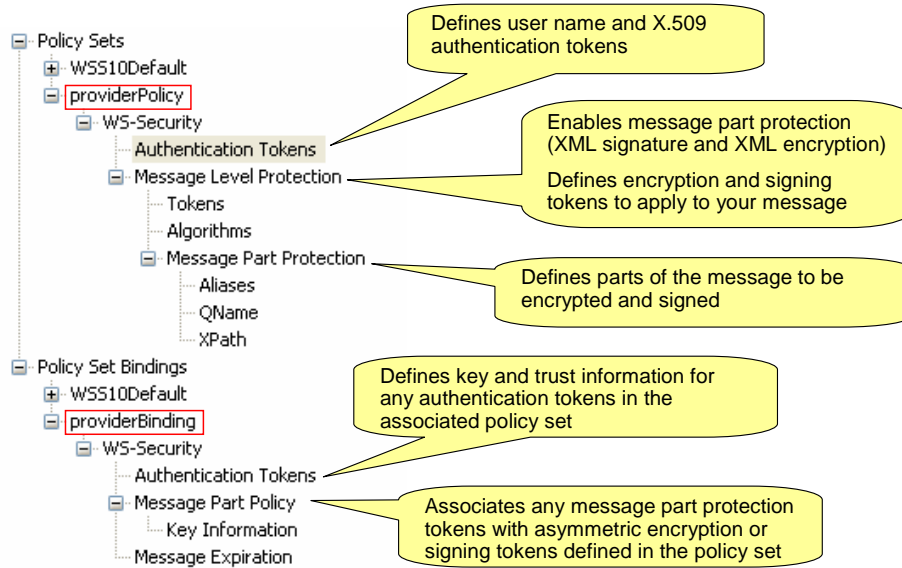 Defines user name and X.509
authentication tokens
Policy Sets
WSS10Default
providerPolicy
WS-Security
Authentication Tokens
Enables message part protection
(XML signature and XML encryption)
Defines encryption and signing
tokens to apply to your message
Message Level Protection
Tokens
Algorithms
Message Part Protection
Defines parts of the message to be
encrypted and signed
Aliases
QName
XPath
Policy Set Bindings
WSS10Default
Defines key and trust information for
any authentication tokens in the
associated policy set
providerBinding
WS-Security
Authentication Tokens
Message Part Policy
Key Information
Message Expiration
Associates any message part protection
tokens with asymmetric encryption or
signing tokens defined in the policy set